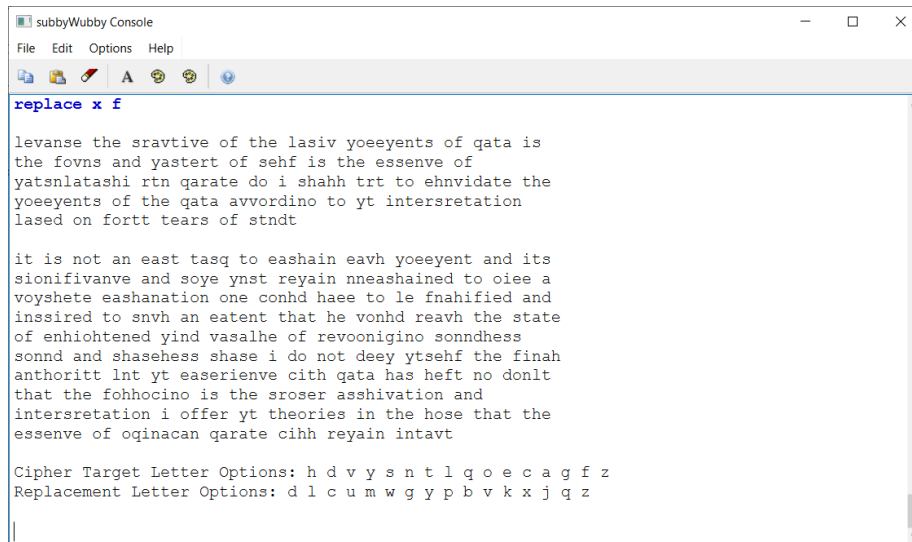 subbyWubby Console
File Edit Options Help
A
replace x f
levanse the sravtive of the lasiv yoeeyents of qata is
the fovns and yastert of sehf is the essenve of
yatsnlatashi rtn qarate do i shahh trt to ehnvidate the
yoeeyents of the qata avvordino to yt intersretation
lased on fortt tears of stndt
it is not an east tasq to eashain eavh yoeeyent and its
sionifivanve and soye ynst reyain nneashained to oiee a
voyshete eashanation one conhd haee to le fnahified and
inssired to snvh an eatent that he vonhd reavh the state
of enhiohtened yind vasalhe of revoonigino sonndhess
sonnd and shasehess shase i do not deey ytsehf the finah
anthoritt lnt yt easerienve cith qata has heft no donlt
that the fohhocino is the sroser asshivation and
intersretation i offer yt theories in the hose that the
essenve of oqinacan qarate cihh reyain intavt
Cipher Target Letter Options: h d v y s n t l q o e c a g f z
Replacement Letter Options: d l c u m w g y p b v k x j q z